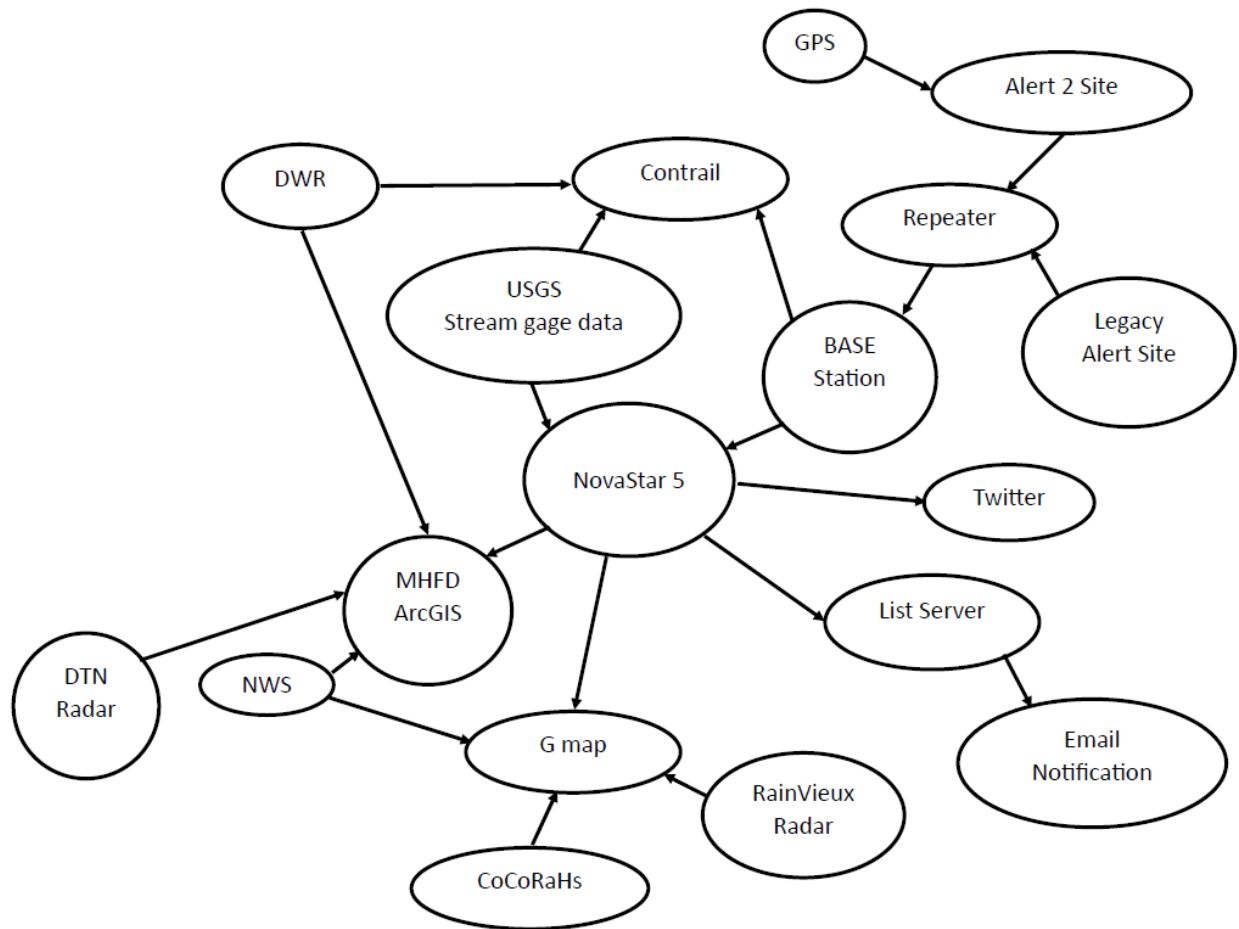 GPS
Alert 2 Site
DWR
Contrail
Repeater
USGS
Stream gage data
Legacy
Alert Site
BASE
Station
NovaStar 5
Twitter
MHFD
ArcGIS
List Server
DTN
Radar
NWS
G map
Email
Notification
RainVieux
Radar
CoCoRaHs